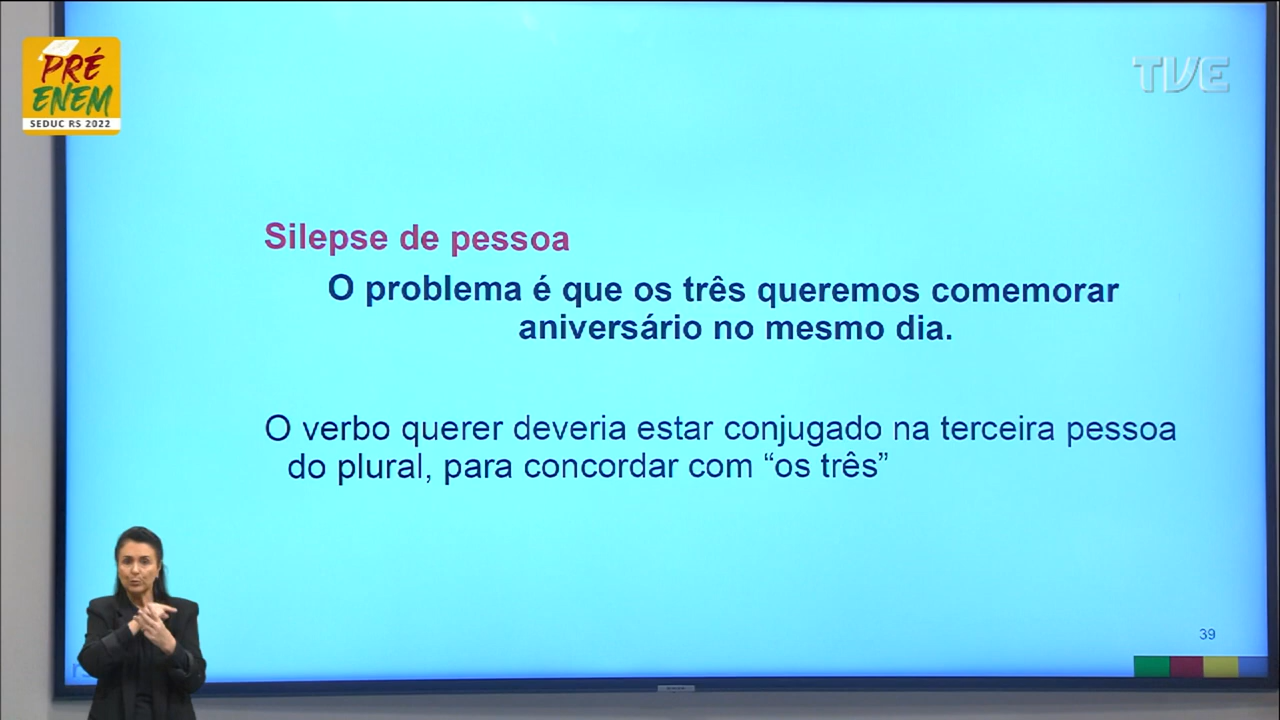 PRÉ
ENEM
SEDUC RS 2022
TVE
Silepse de pessoa
O problema é que os três queremos comemorar
aniversário no mesmo dia.
O verbo querer deveria estar conjugado na terceira pessoa
do plural, para concordar com “os três”
39